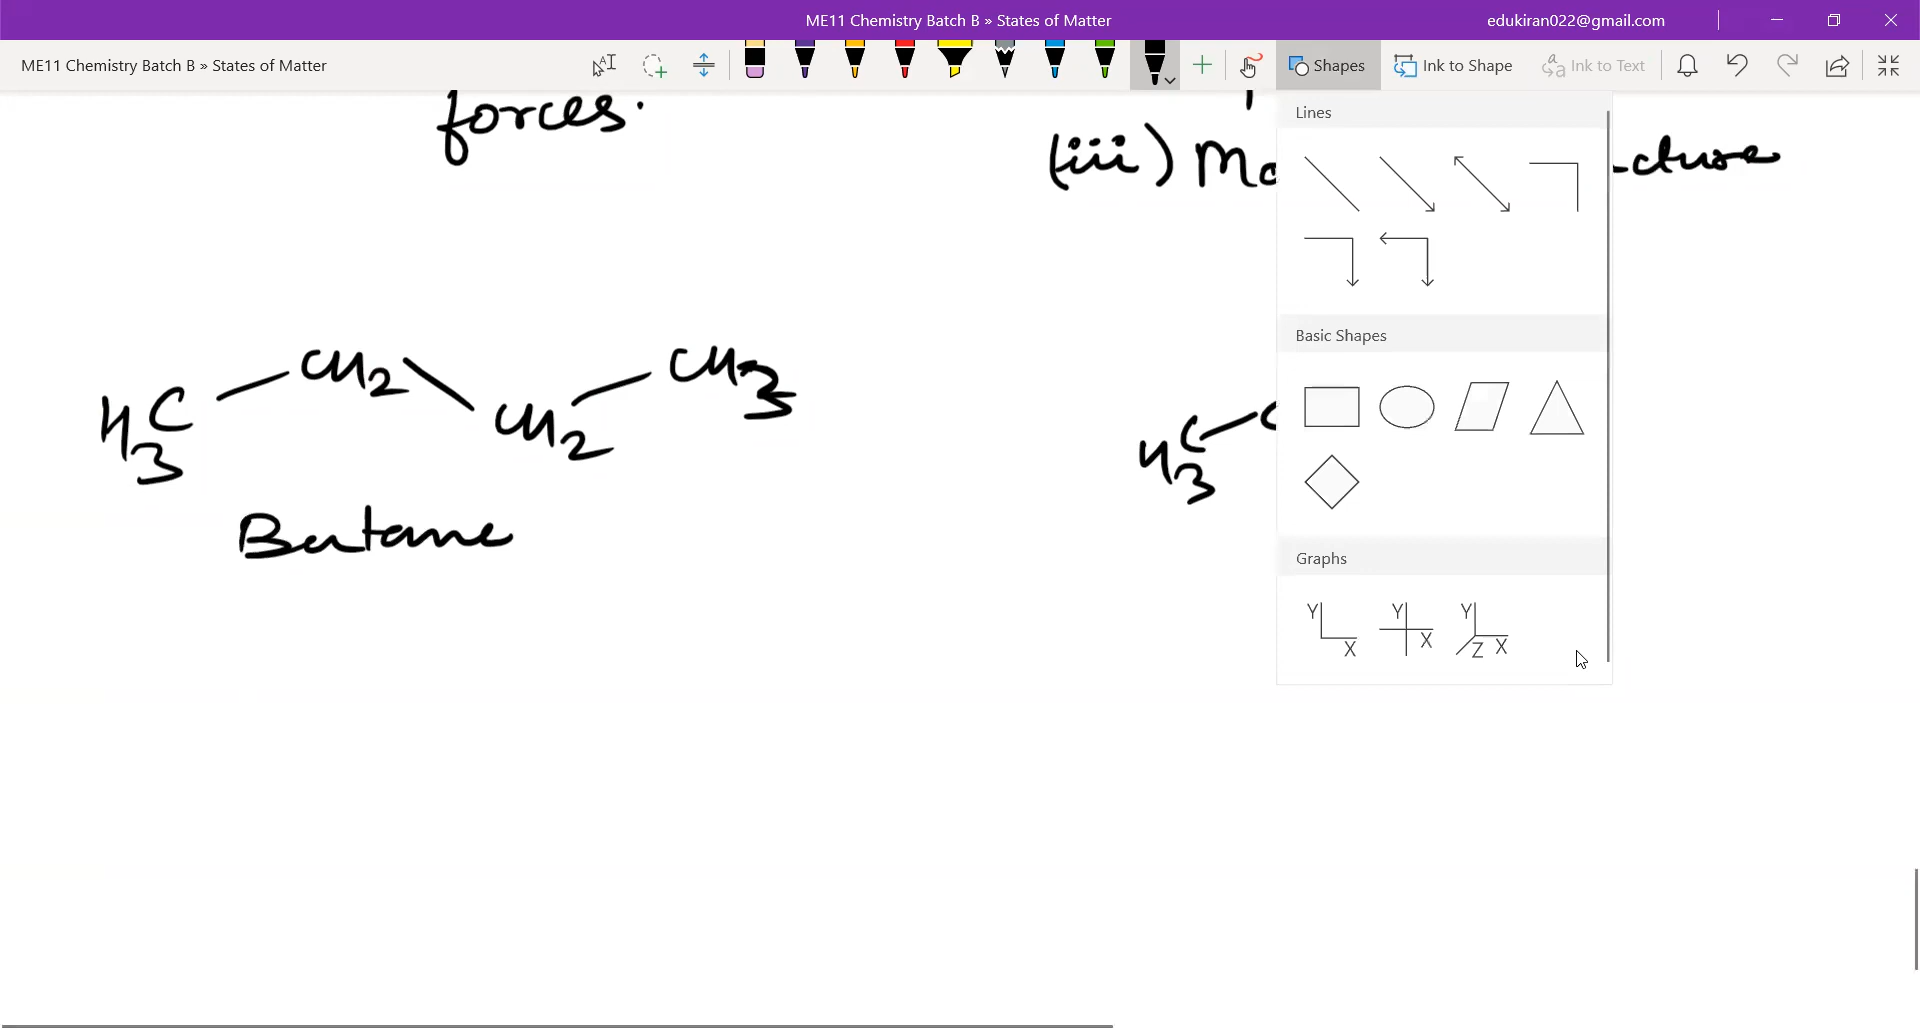 ME11 Chemistry Batch B » States of Matter
edukiran022@gmail.com
ME11 Chemistry Batch B » States of Matter
Shapes
Ink to Shape
Ink to Text
forces.
(iii) Mo
cture
Lines
Basic Shapes
Graphs
Y X
Y X
Y Z X
H3C — CH2 \ CH2 — CH3
Butane
H3C — C